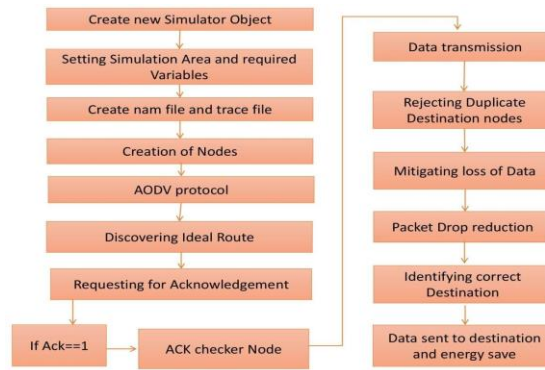 Create new Simulator Object
Setting Simulation Area and required
Variables
Create nam file and trace file
Creation of Nodes
AODV protocol
Discovering Ideal Route
Requesting for Acknowledgement
If Ack==1
ACK checker Node
Data transmission
Rejecting Duplicate
Destination nodes
Mitigating loss of Data
Packet Drop reduction
Identifying correct
Destination
Data sent to destination
and energy save